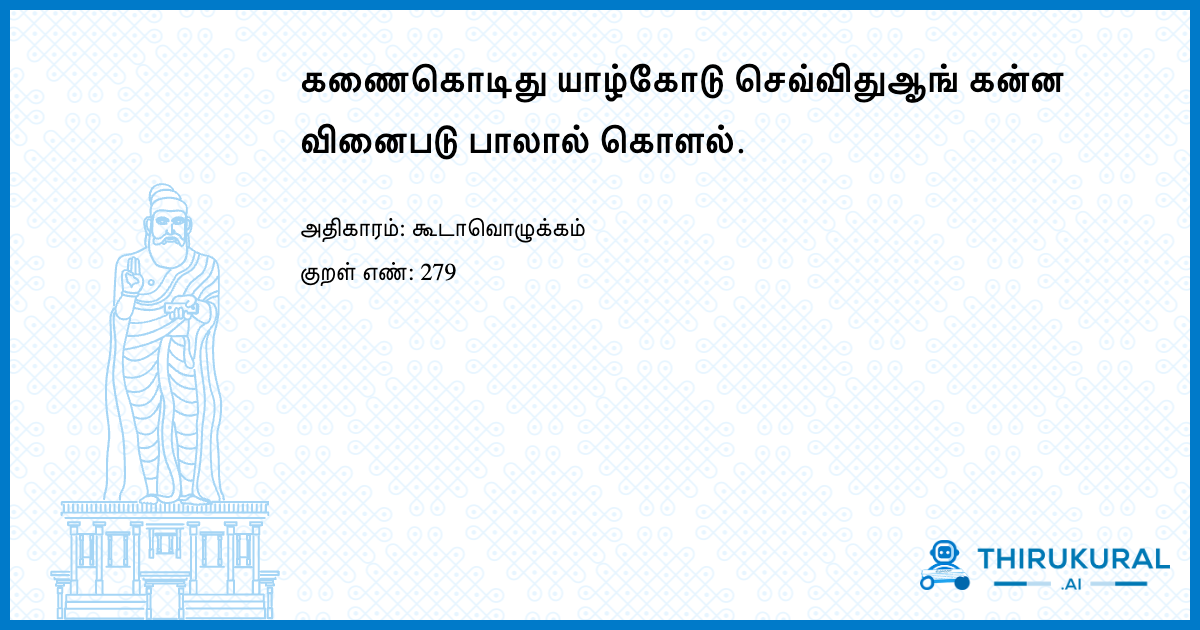 கணைகொடிது யாழ்கோடு செவ்விதுஆங் கன்ன
வினைபடு பாலால் கொளல்.
அதிகாரம்: கூடாவொழுக்கம்
குறள் எண்: 279
THIRUKURAL
.AI